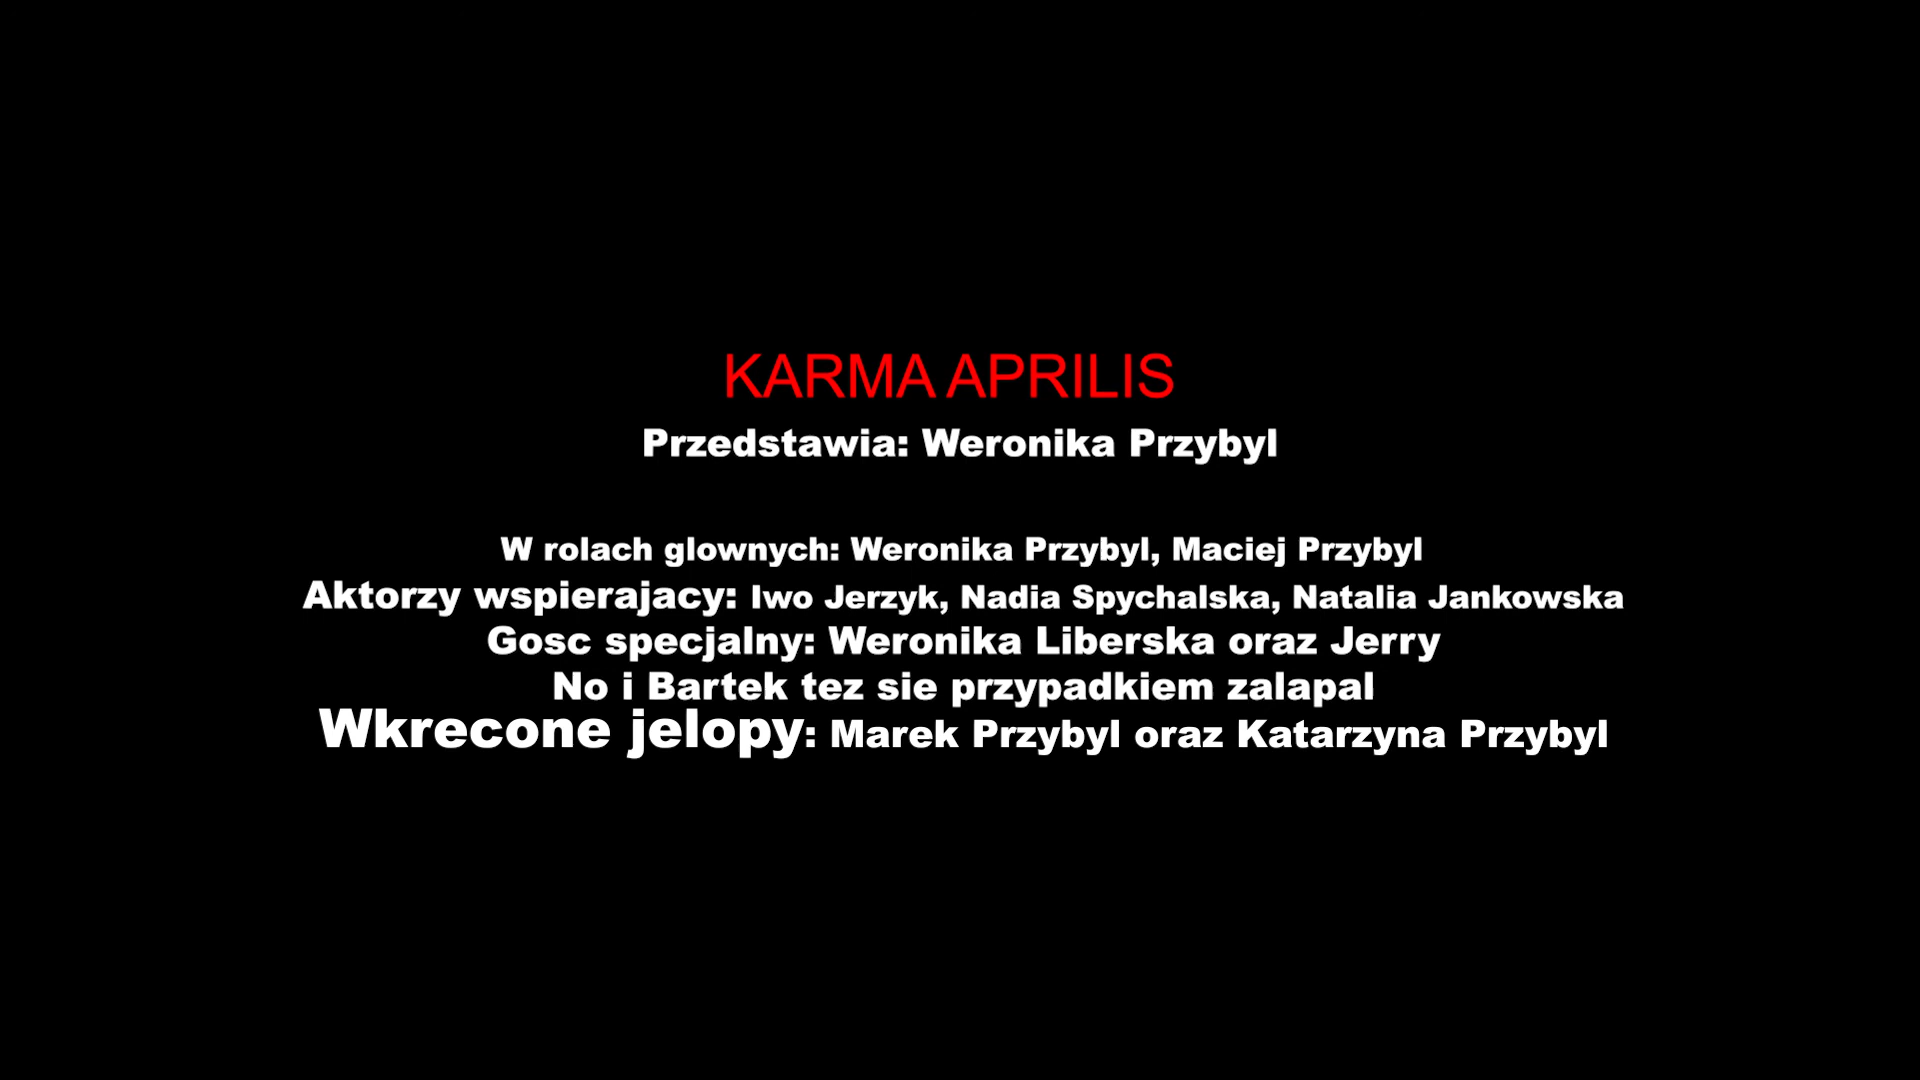 KARMA APRILIS
Przedstawia: Weronika Przybyl
W rolach glownych: Weronika Przybyl, Maciej Przybyl
Aktorzy wspierajacy: Iwo Jerzyk, Nadia Spychalska, Natalia Jankowska
Gosc specjalny: Weronika Liberska oraz Jerry
No i Bartek tez sie przypadkiem zalapal
Wkrecone jelopy: Marek Przybyl oraz Katarzyna Przybyl